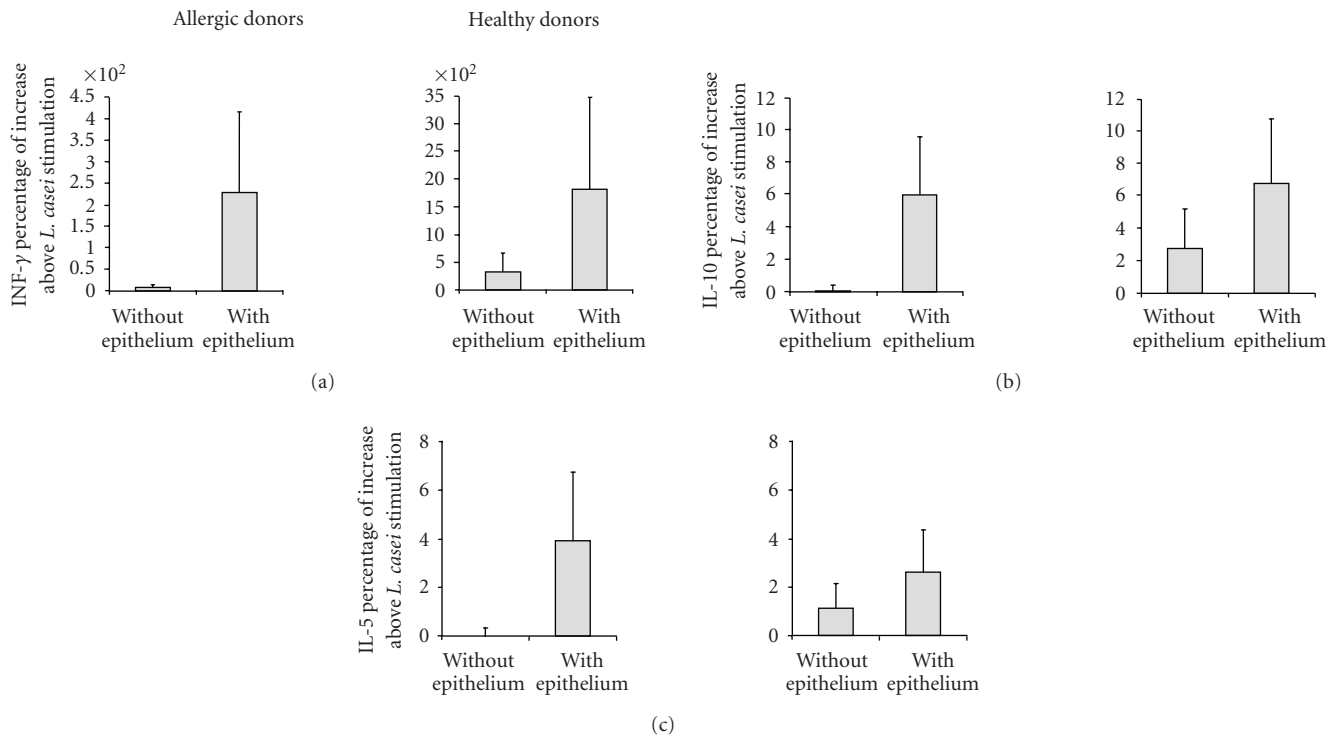 Allergic donors
Healthy donors
INF-γ percentage of increase
above L. casei stimulation
×10²
4.5
4
3.5
3
2.5
2
1.5
1
0.5
0
Without
epithelium
With
epithelium
×10²
35
30
25
20
15
10
50
5
0
Without
epithelium
With
epithelium
(a)
IL-10 percentage of increase
above L. casei stimulation
12
10
8
6
4
2
0
Without
epithelium
With
epithelium
12
10
8
6
4
2
0
Without
epithelium
With
epithelium
(b)
IL-5 percentage of increase
above L. casei stimulation
8
6
4
2
0
Without
epithelium
With
epithelium
8
6
4
2
0
Without
epithelium
With
epithelium
(c)